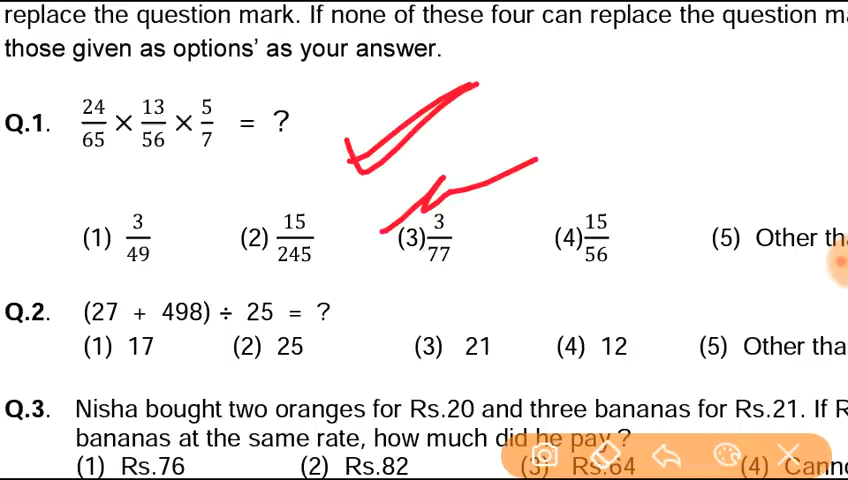 replace the question mark. If none of these four can replace the question ma
those given as options' as your answer.
Q.1. 24/65 × 13/56 × 5/7 = ?
(1) 3/49 (2) 15/245 (3) 3/77 (4) 15/56 (5) Other th
Q.2. (27 + 498) ÷ 25 = ?
(1) 17 (2) 25 (3) 21 (4) 12 (5) Other tha
Q.3. Nisha bought two oranges for Rs.20 and three bananas for Rs.21. If R
bananas at the same rate, how much did he pay ?
(1) Rs.76 (2) Rs.82 (3) Rs.64 (4) Canno